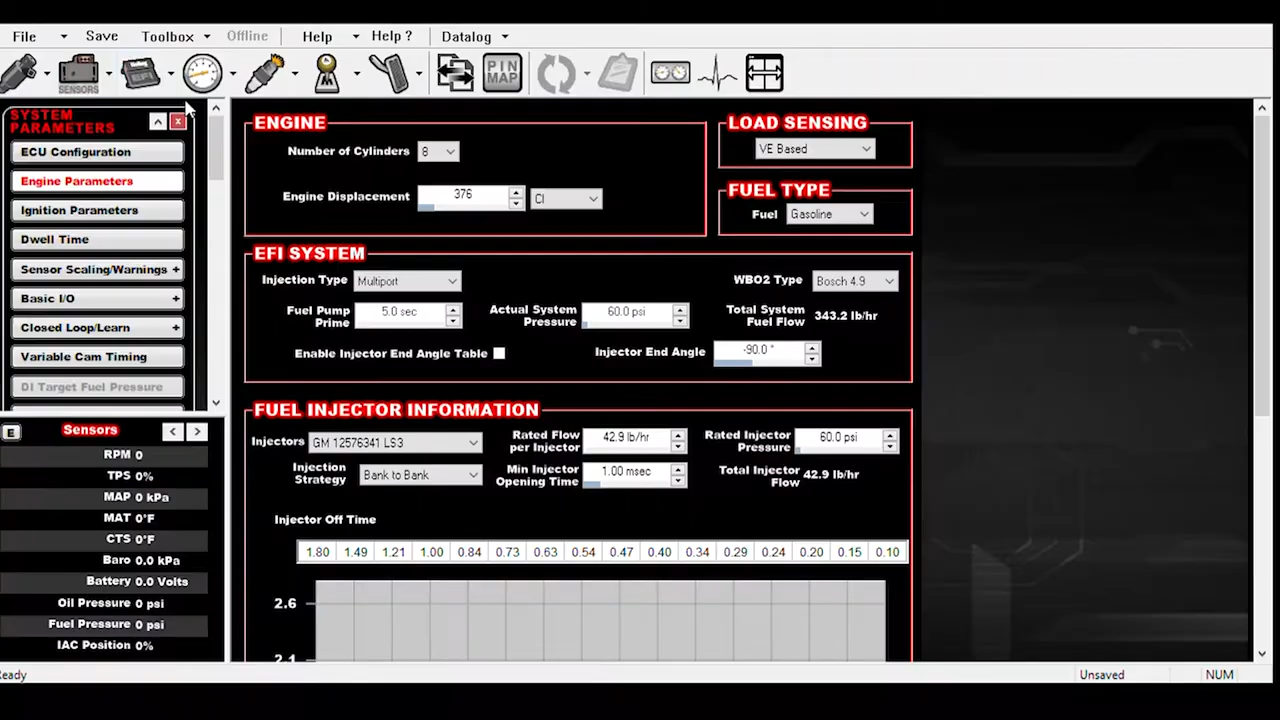 File Save Toolbox Offline Help Help ? Datalog
SENSORS EFI PIN MAP
SYSTEM PARAMETERS
ECU Configuration
Engine Parameters
Ignition Parameters
Dwell Time
Sensor Scaling/Warnings +
Basic I/O +
Closed Loop/Learn +
Variable Cam Timing
DI Target Fuel Pressure
E Sensors < >
RPM 0
TPS 0%
MAP 0 kPa
MAT 0°F
CTS 0°F
Baro 0.0 kPa
Battery 0.0 Volts
Oil Pressure 0 psi
Fuel Pressure 0 psi
IAC Position 0%
ENGINE
Number of Cylinders 8
Engine Displacement 376 CI
LOAD SENSING
VE Based
FUEL TYPE
Fuel Gasoline
EFI SYSTEM
Injection Type Multiport WBO2 Type Bosch 4.9
Fuel Pump Prime 5.0 sec Actual System Pressure 60.0 psi Total System Fuel Flow 343.2 lb/hr
Enable Injector End Angle Table Injector End Angle -90.0 °
FUEL INJECTOR INFORMATION
Injectors GM 12576341 LS3 Rated Flow per Injector 42.9 lb/hr Rated Injector Pressure 60.0 psi
Injection Strategy Bank to Bank Min Injector Opening Time 1.00 msec Total Injector Flow 42.9 lb/hr
Injector Off Time
1.80 1.49 1.21 1.00 0.84 0.73 0.63 0.54 0.47 0.40 0.34 0.29 0.24 0.20 0.15 0.10
2.6
2.1
eady Unsaved NUM